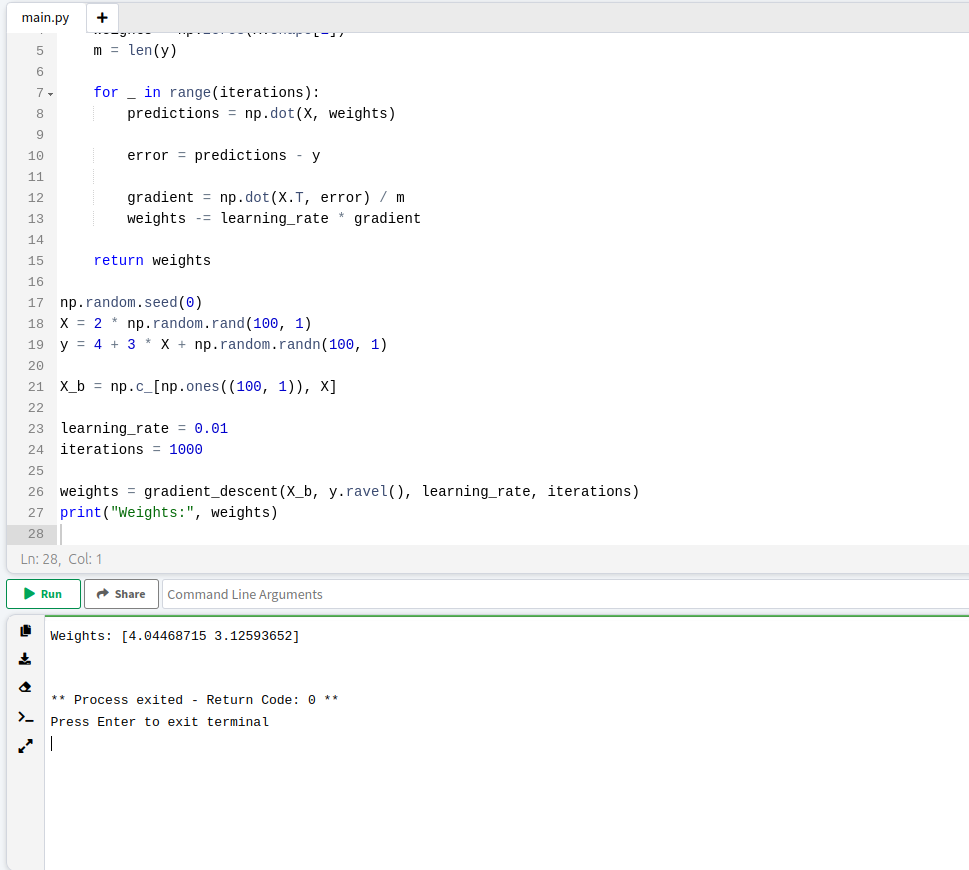 main.py +
5 m = len(y)
6
7 for _ in range(iterations):
8 predictions = np.dot(X, weights)
9
10 error = predictions - y
11
12 gradient = np.dot(X.T, error) / m
13 weights -= learning_rate * gradient
14
15 return weights
16
17 np.random.seed(0)
18 X = 2 * np.random.rand(100, 1)
19 y = 4 + 3 * X + np.random.randn(100, 1)
20
21 X_b = np.c_[np.ones((100, 1)), X]
22
23 learning_rate = 0.01
24 iterations = 1000
25
26 weights = gradient_descent(X_b, y.ravel(), learning_rate, iterations)
27 print("Weights:", weights)
28
Ln: 28, Col: 1
Run Share Command Line Arguments
Weights: [4.04468715 3.12593652]
** Process exited - Return Code: 0 **
Press Enter to exit terminal